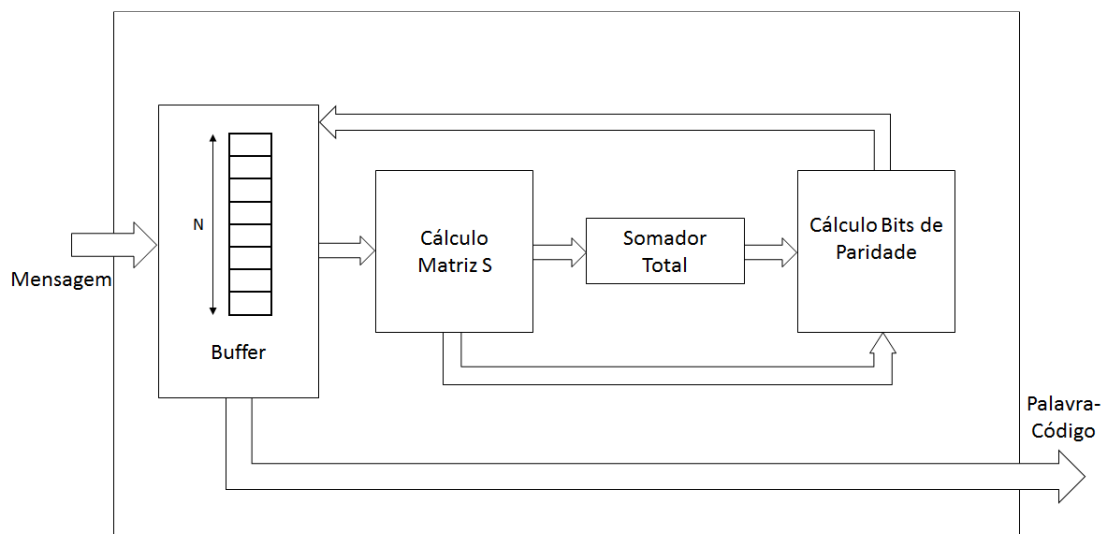 Mensagem
N
Buffer
Cálculo
Matriz S
Somador
Total
Cálculo Bits de
Paridade
Palavra-
Código